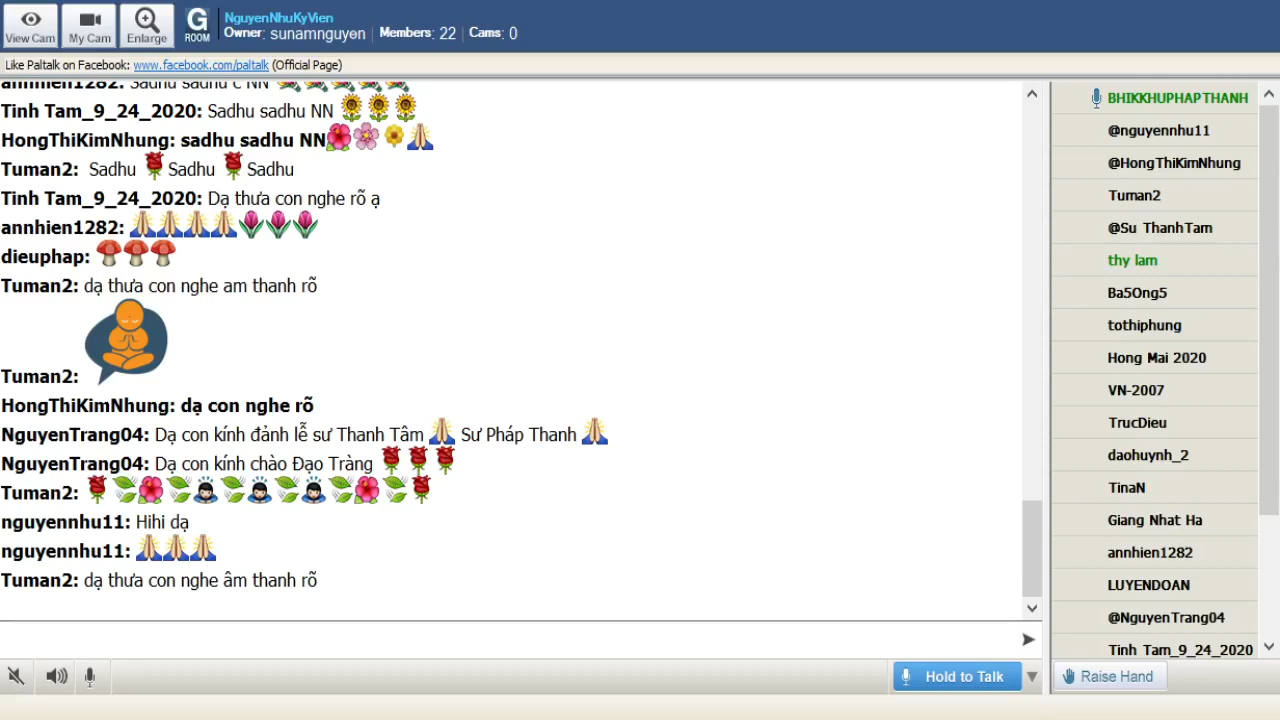 View Cam
My Cam
Enlarge
G
ROOM
NguyenNhuKyVien
Owner: sunamnguyen
Members: 22
Cams: 0
Like Paltalk on Facebook: www.facebook.com/paltalk (Official Page)
annhien1282: Sadhu sadhu c NN
Tinh Tam_9_24_2020: Sadhu sadhu NN
HongThiKimNhung: sadhu sadhu NN
Tuman2: Sadhu Sadhu Sadhu
Tinh Tam_9_24_2020: Dạ thưa con nghe rõ ạ
annhien1282:
dieuphap:
Tuman2: dạ thưa con nghe am thanh rõ
Tuman2:
HongThiKimNhung: dạ con nghe rõ
NguyenTrang04: Dạ con kính đảnh lễ sư Thanh Tâm Sư Pháp Thanh
NguyenTrang04: Dạ con kính chào Đạo Tràng
Tuman2:
nguyennhu11: Hihi dạ
nguyennhu11:
Tuman2: dạ thưa con nghe âm thanh rõ
Hold to Talk
BHIKKHUPHAPTHANH
@nguyennhu11
@HongThiKimNhung
Tuman2
@Su ThanhTam
thy lam
Ba5Ong5
tothiphung
Hong Mai 2020
VN-2007
TrucDieu
daohuynh_2
TinaN
Giang Nhat Ha
annhien1282
LUYENDOAN
@NguyenTrang04
Tinh Tam_9_24_2020
Raise Hand